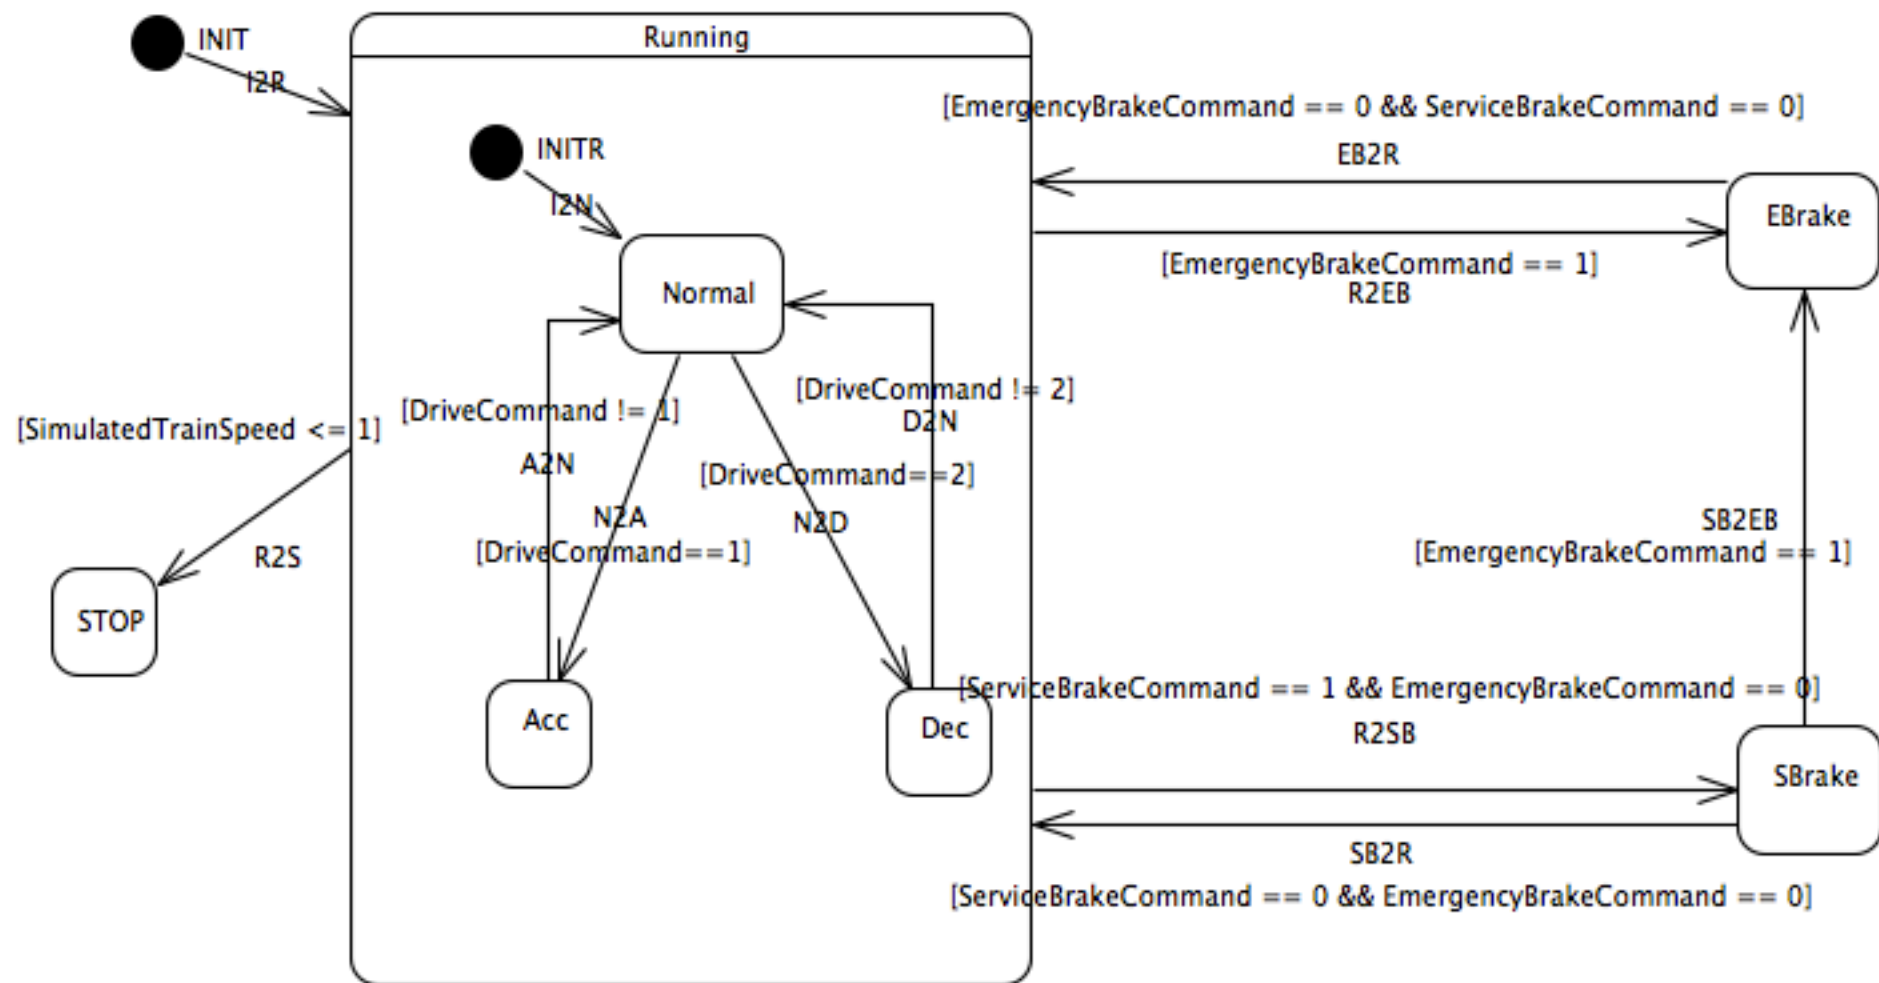 Running
INIT
I2R
[EmergencyBrakeCommand == 0 && ServiceBrakeCommand == 0]
INITR
EB2R
I2N
EBrake
[EmergencyBrakeCommand == 1]
R2EB
Normal
[DriveCommand != 2]
D2N
[DriveCommand != 1]
[SimulatedTrainSpeed <= 1]
A2N
[DriveCommand==2]
N2A
N2D
SB2EB
[DriveCommand==1]
[EmergencyBrakeCommand == 1]
R2S
STOP
[ServiceBrakeCommand == 1 && EmergencyBrakeCommand == 0]
Acc
Dec
R2SB
SBrake
SB2R
[ServiceBrakeCommand == 0 && EmergencyBrakeCommand == 0]